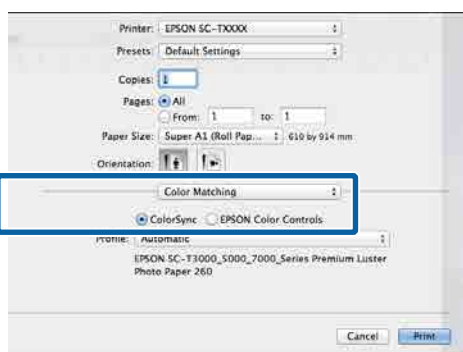 Printer: EPSON SC-TXXXX
Presets: Default Settings
Copies: 1
Pages: All
From: 1 to: 1
Paper Size: Super A1 (Roll Pap... 610 by 914 mm
Orientation:
Color Matching
ColorSync EPSON Color Controls
Profile: Automatic
EPSON SC-T3000_5000_7000_Series Premium Luster
Photo Paper 260
Cancel Print